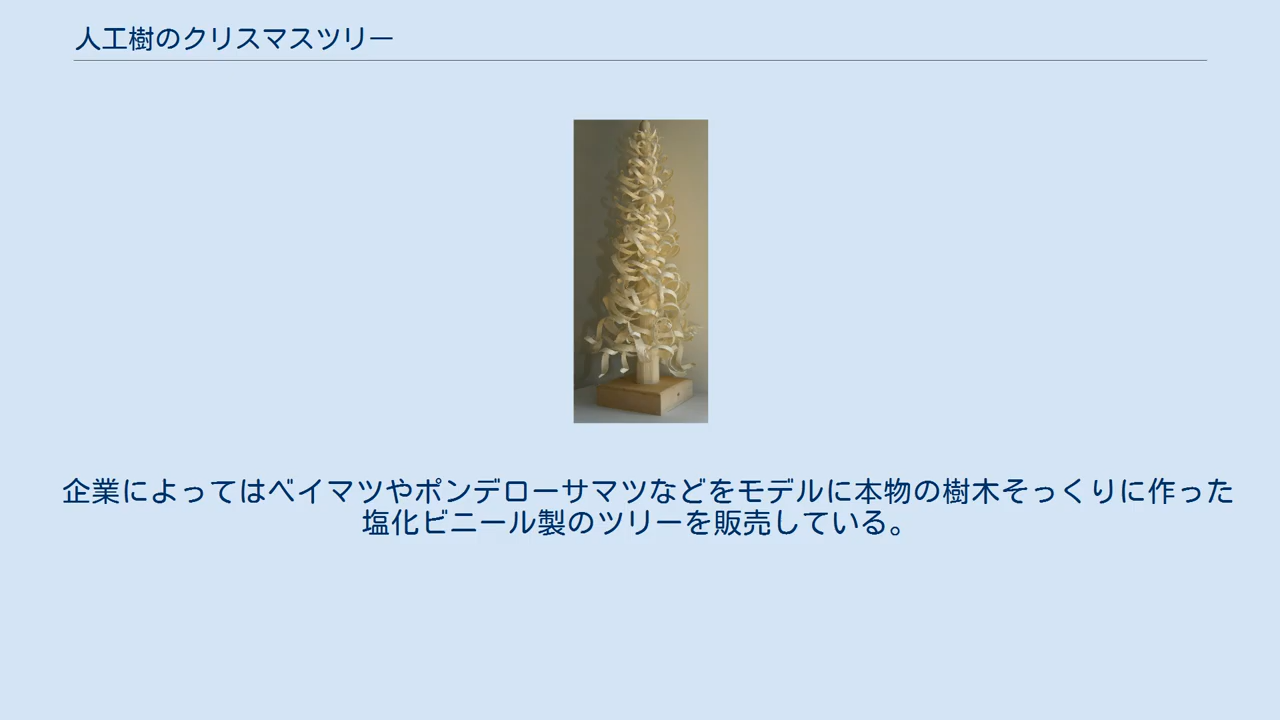 人工樹のクリスマスツリー
企業によってはベイマツやポンデローサマツなどをモデルに本物の樹木そっくりに作った
塩化ビニール製のツリーを販売している。